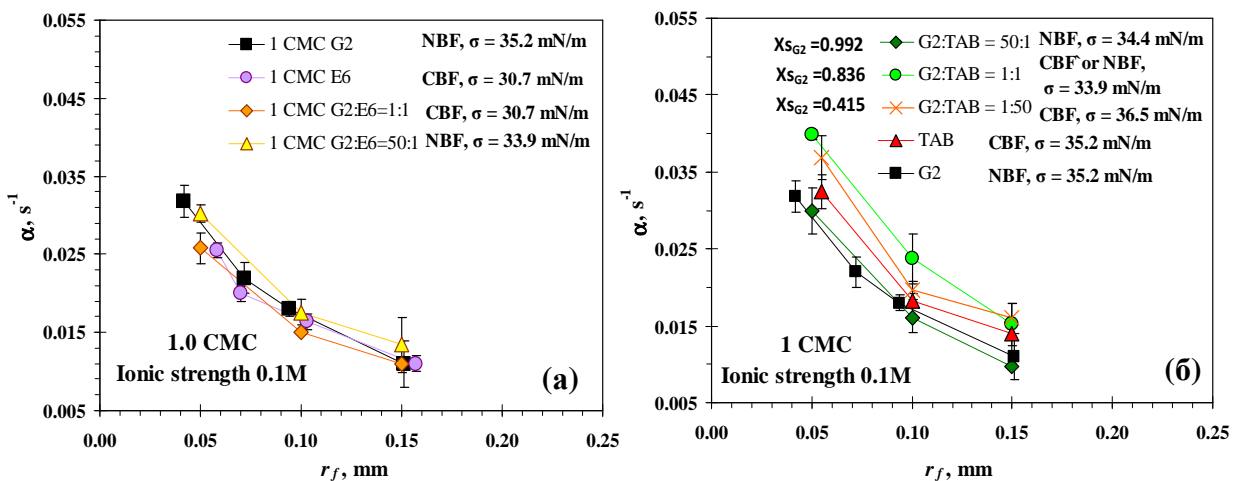 0.055
0.045
0.035
0.025
0.015
0.005
α, s-1
1 CMC G2
1 CMC E6
1 CMC G2:E6=1:1
1 CMC G2:E6=50:1
NBF, σ = 35.2 mN/m
CBF, σ = 30.7 mN/m
CBF, σ = 30.7 mN/m
NBF, σ = 33.9 mN/m
1.0 CMC
Ionic strength 0.1M
(а)
0.00 0.05 0.10 0.15 0.20 0.25
rf, mm
0.055
0.045
0.035
0.025
0.015
0.005
α, s-1
XsG2 =0.992
XsG2 =0.836
XsG2 =0.415
G2:TAB = 50:1
G2:TAB = 1:1
G2:TAB = 1:50
TAB
G2
NBF, σ = 34.4 mN/m
CBF` or NBF,
σ = 33.9 mN/m
CBF, σ = 36.5 mN/m
CBF, σ = 35.2 mN/m
NBF, σ = 35.2 mN/m
1 CMC
Ionic strength 0.1M
(б)
0.00 0.05 0.10 0.15 0.20 0.25
rf, mm